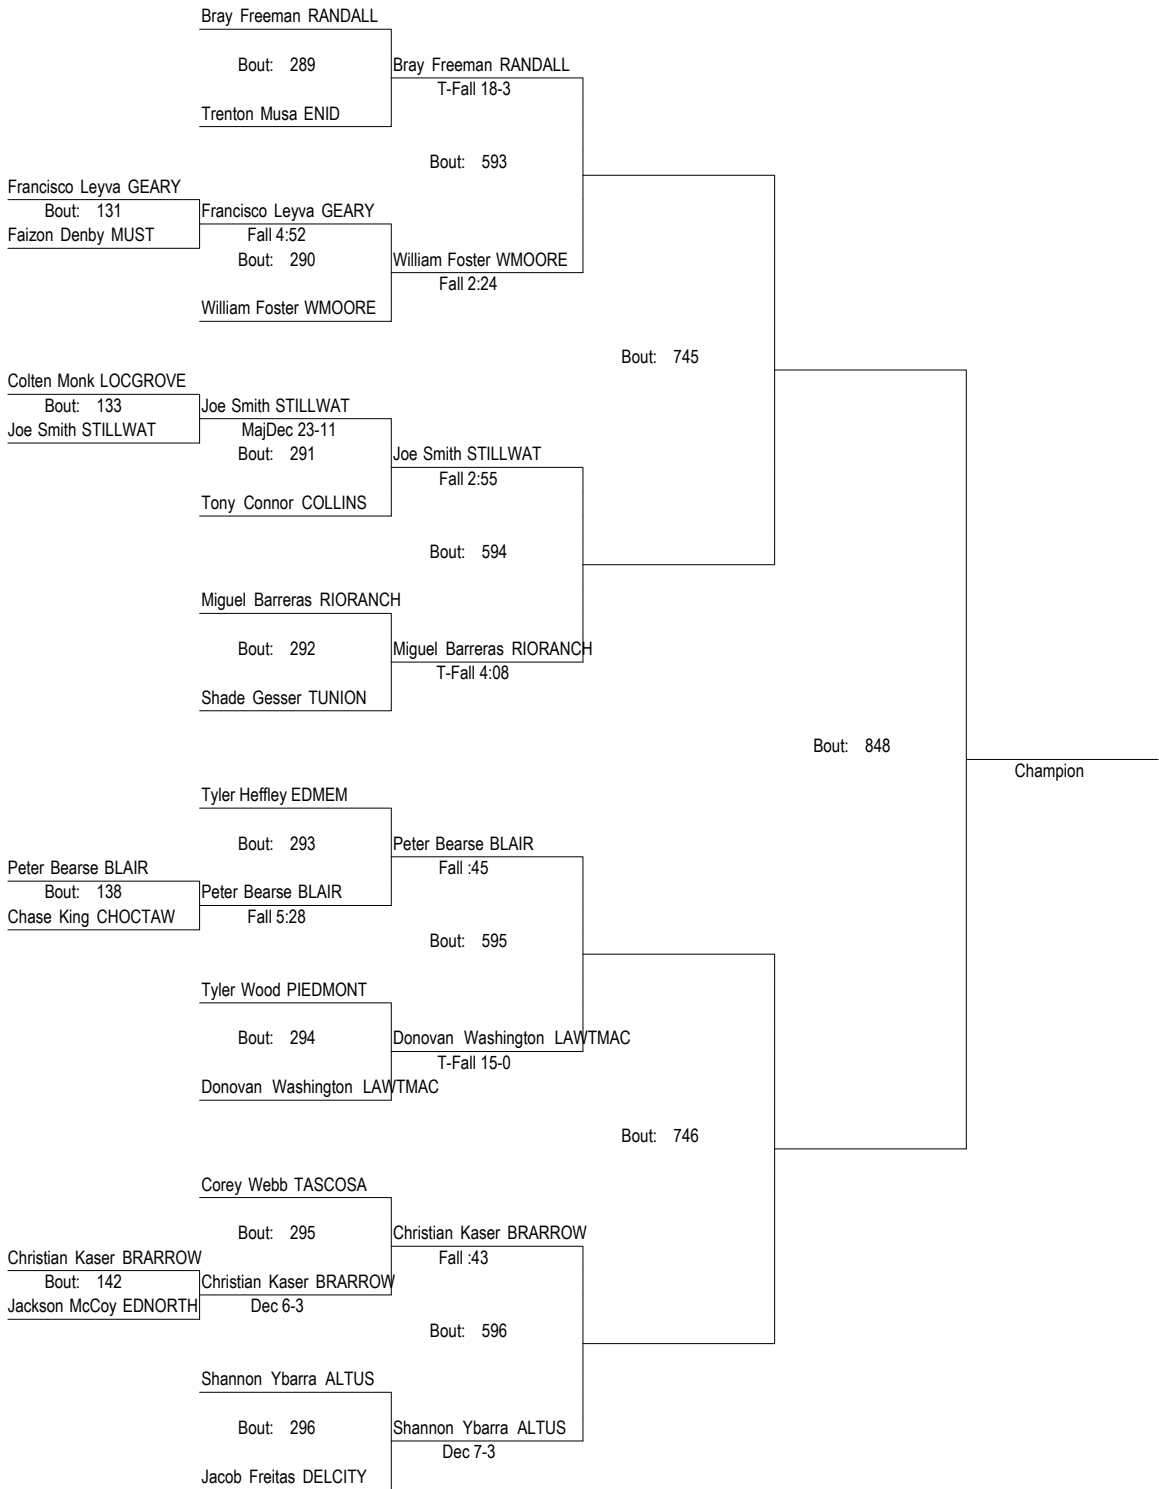 Bray Freeman RANDALL
Bout: 289
Bray Freeman RANDALL
T-Fall 18-3
Trenton Musa ENID
Bout: 593
Francisco Leyva GEARY
Bout: 131
Francisco Leyva GEARY
Faizon Denby MUST
Fall 4:52
Bout: 290
William Foster WMOORE
Fall 2:24
William Foster WMOORE
Bout: 745
Colten Monk LOCGROVE
Bout: 133
Joe Smith STILLWAT
Joe Smith STILLWAT
MajDec 23-11
Bout: 291
Joe Smith STILLWAT
Fall 2:55
Tony Connor COLLINS
Bout: 594
Miguel Barreras RIORANCH
Bout: 292
Miguel Barreras RIORANCH
T-Fall 4:08
Shade Gesser TUNION
Bout: 848
Champion
Tyler Heffley EDMEM
Bout: 293
Peter Bearse BLAIR
Fall :45
Peter Bearse BLAIR
Bout: 138
Peter Bearse BLAIR
Chase King CHOCTAW
Fall 5:28
Bout: 595
Tyler Wood PIEDMONT
Bout: 294
Donovan Washington LAWTMAC
T-Fall 15-0
Donovan Washington LAWTMAC
Bout: 746
Corey Webb TASCOSA
Bout: 295
Christian Kaser BRARROW
Fall :43
Christian Kaser BRARROW
Bout: 142
Christian Kaser BRARROW
Jackson McCoy EDNORTH
Dec 6-3
Bout: 596
Shannon Ybarra ALTUS
Bout: 296
Shannon Ybarra ALTUS
Dec 7-3
Jacob Freitas DELCITY